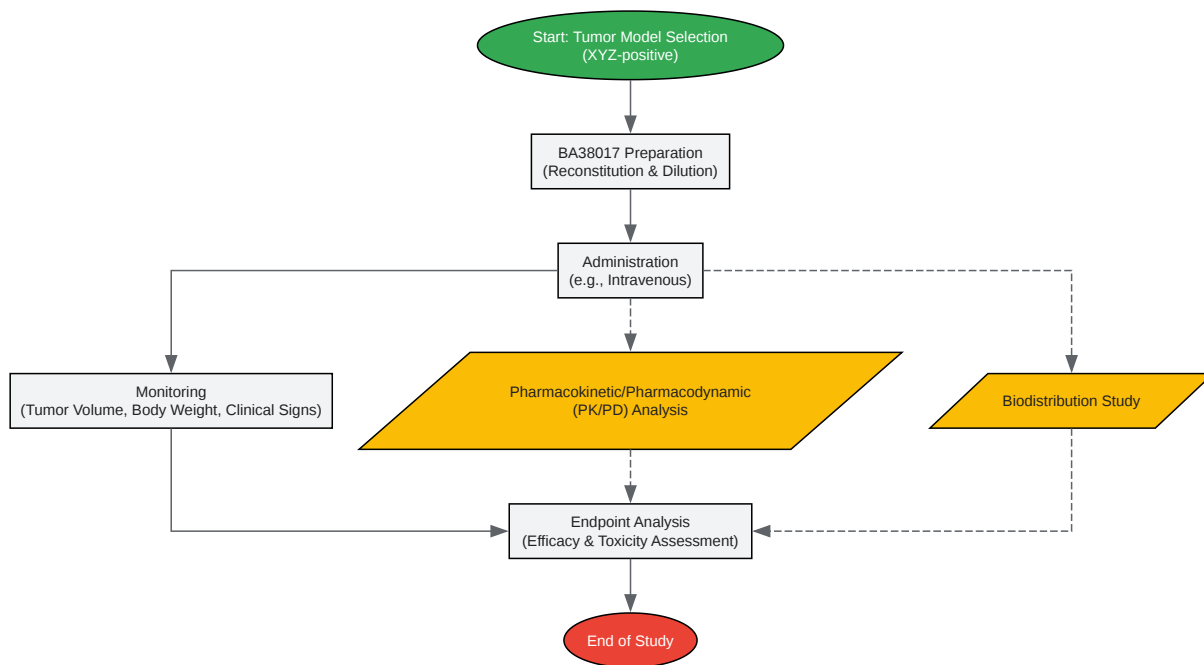 Start: Tumor Model Selection
(XYZ-positive)
BA38017 Preparation
(Reconstitution & Dilution)
Administration
(e.g., Intravenous)
Monitoring
(Tumor Volume, Body Weight, Clinical Signs)
Pharmacokinetic/Pharmacodynamic
(PK/PD) Analysis
Biodistribution Study
Endpoint Analysis
(Efficacy & Toxicity Assessment)
End of Study